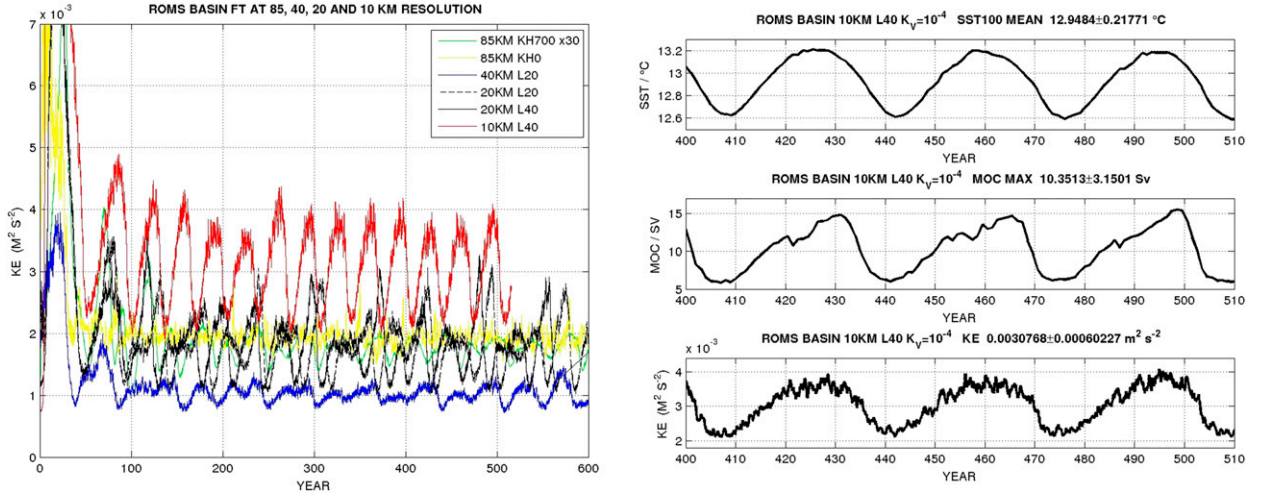 ROMS BASIN FT AT 85, 40, 20 AND 10 KM RESOLUTION
x 10⁻³
7
6
5
4
3
2
1
0
KE (M² S⁻²)
85KM KH700 x30
85KM KH0
40KM L20
20KM L20
20KM L40
10KM L40
0 100 200 300 400 500 600
YEAR
ROMS BASIN 10KM L40 K_V=10⁻⁴ SST100 MEAN 12.9484±0.21771 °C
13.2
13
12.8
12.6
SST / °C
400 410 420 430 440 450 460 470 480 490 500 510
YEAR
ROMS BASIN 10KM L40 K_V=10⁻⁴ MOC MAX 10.3513±3.1501 Sv
15
10
5
MOC / SV
400 410 420 430 440 450 460 470 480 490 500 510
YEAR
ROMS BASIN 10KM L40 K_V=10⁻⁴ KE 0.0030768±0.00060227 m² s⁻²
x 10⁻³
4
3
2
KE (M² S⁻²)
400 410 420 430 440 450 460 470 480 490 500 510
YEAR